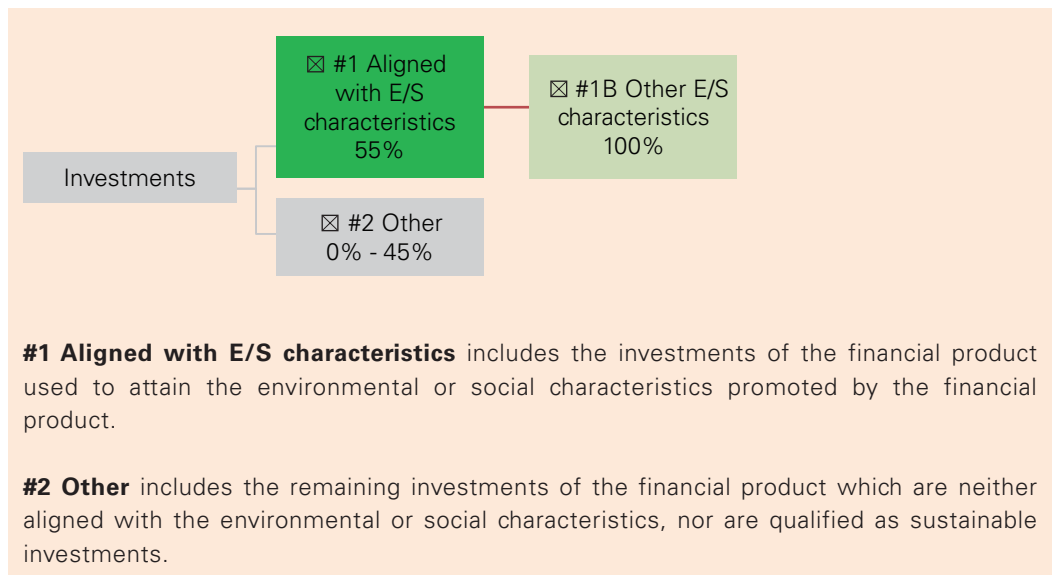 ☒ #1 Aligned
with E/S
characteristics
55%
☒ #1B Other E/S
characteristics
100%
Investments
☒ #2 Other
0% - 45%
#1 Aligned with E/S characteristics includes the investments of the financial product
used to attain the environmental or social characteristics promoted by the financial
product.
#2 Other includes the remaining investments of the financial product which are neither
aligned with the environmental or social characteristics, nor are qualified as sustainable
investments.